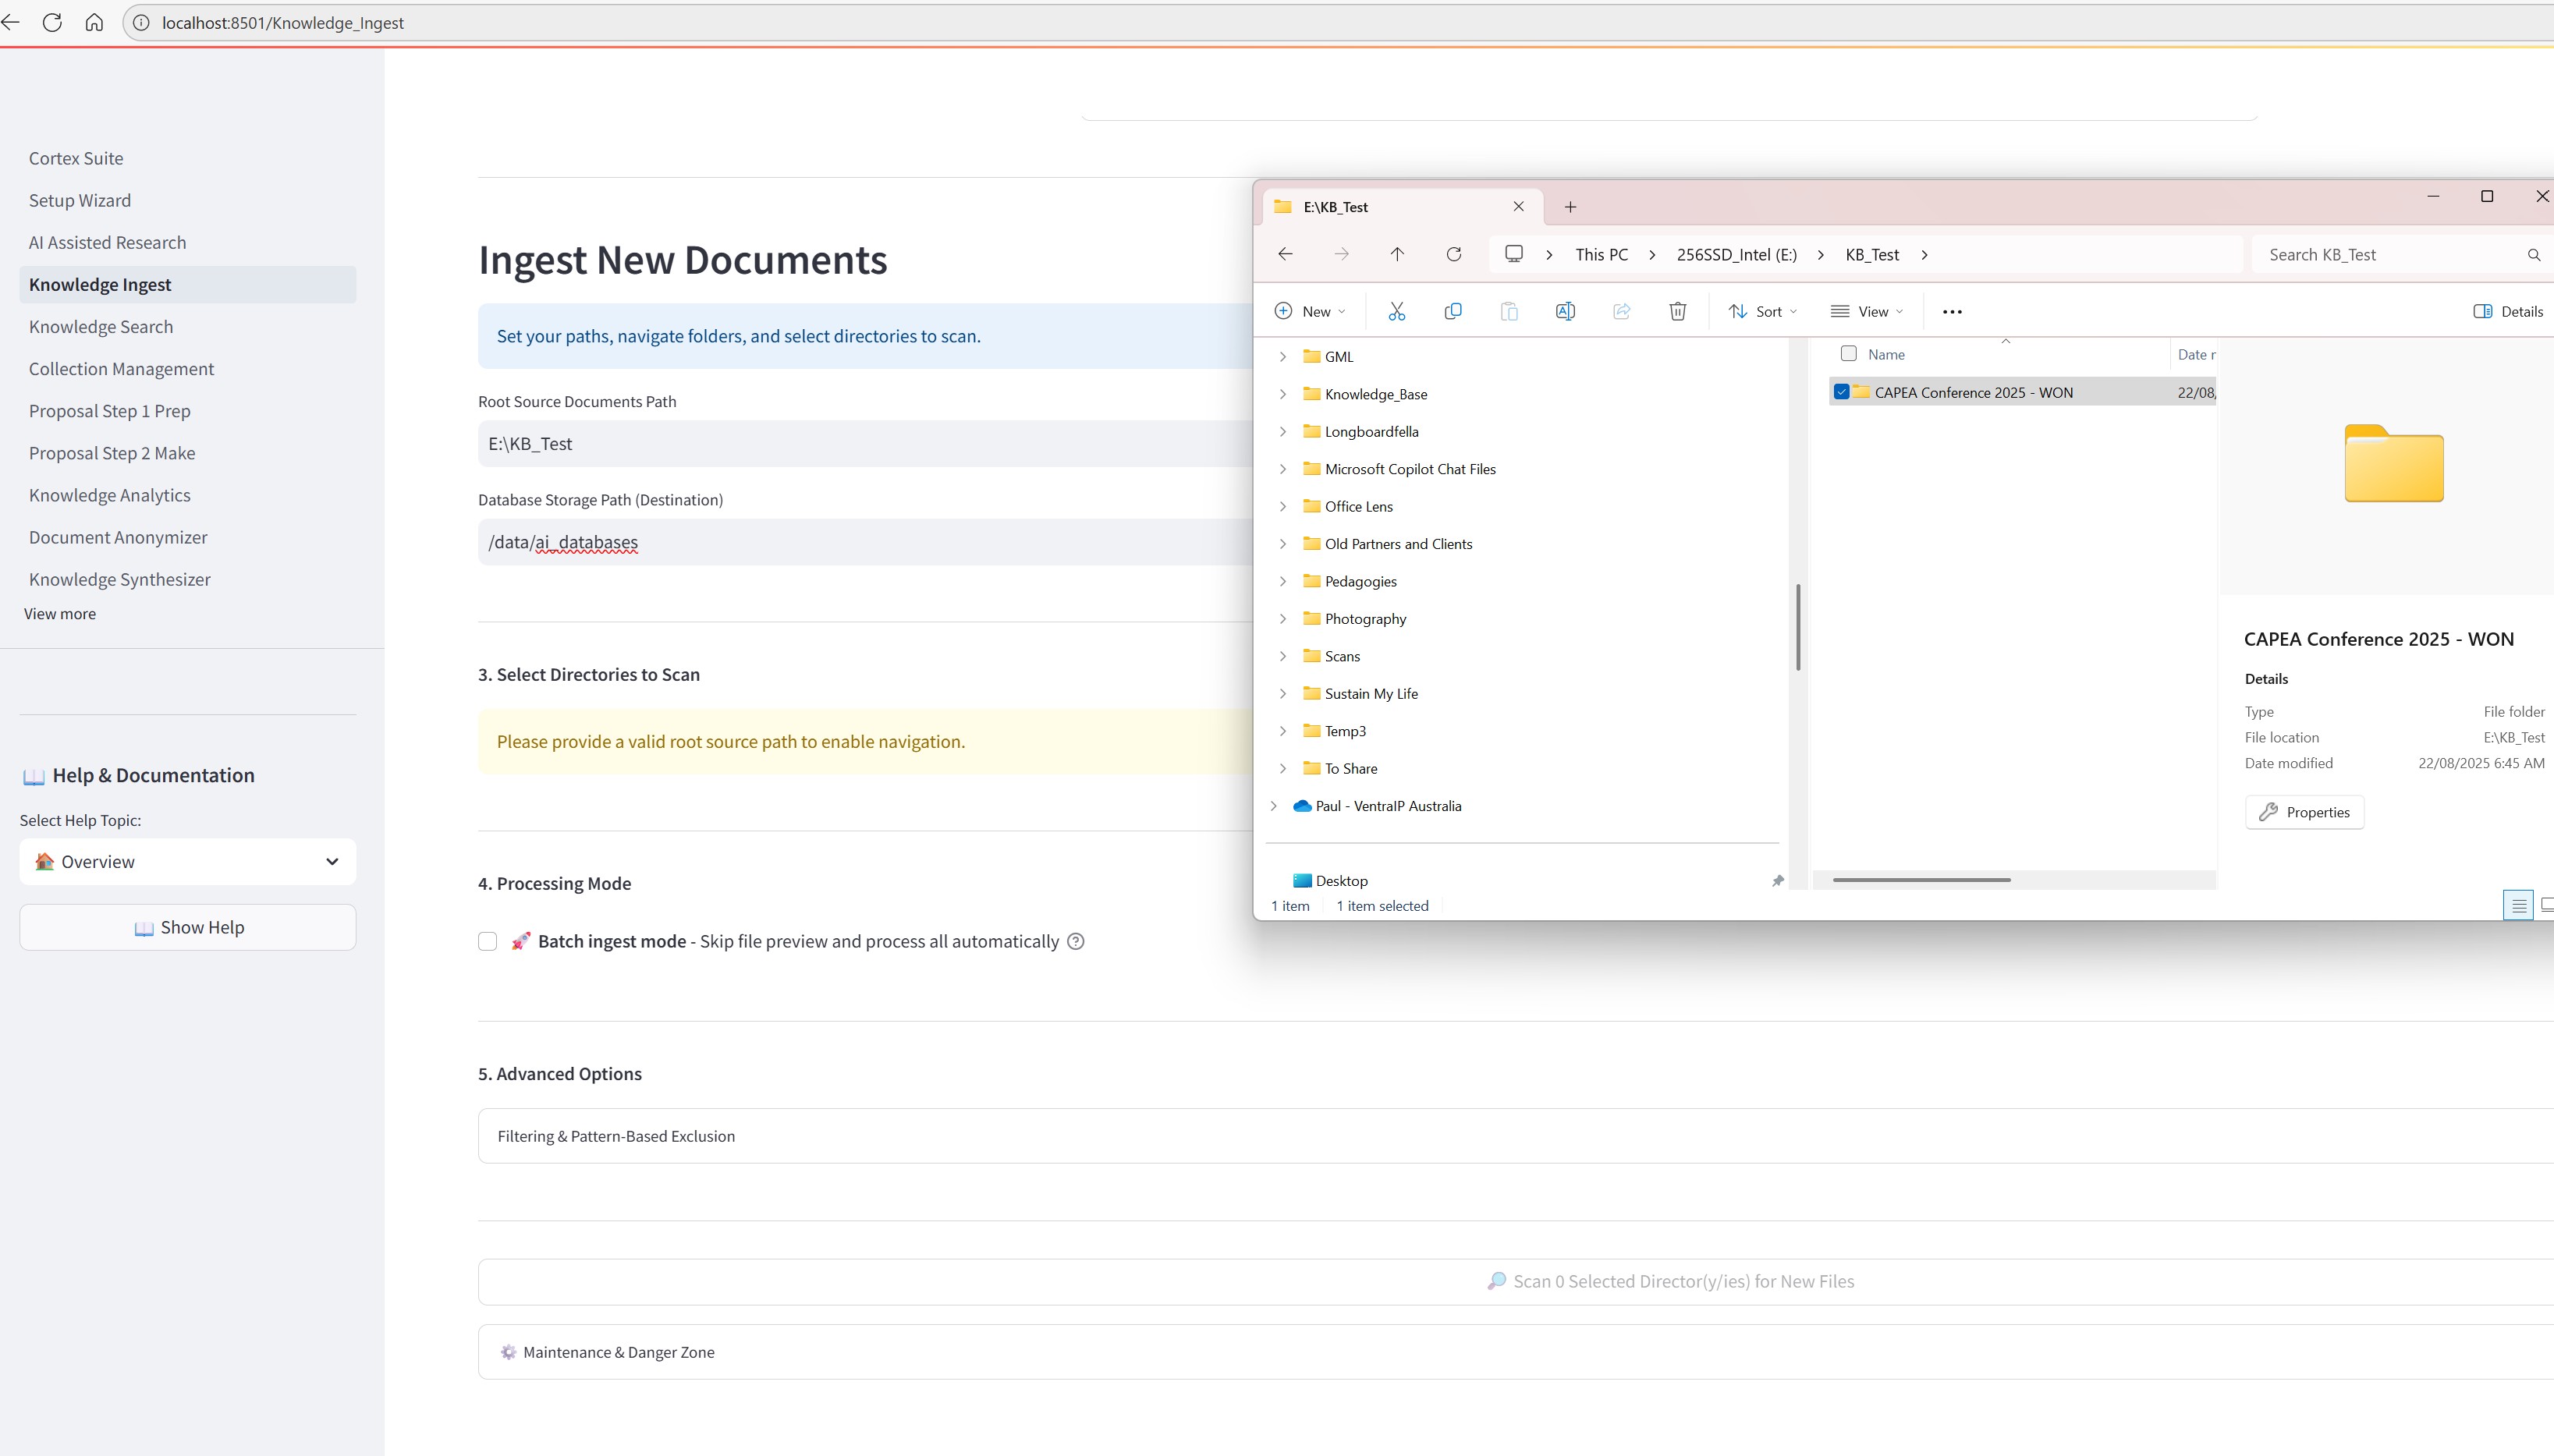 localhost:8501/Knowledge_Ingest
Cortex Suite
Setup Wizard
AI Assisted Research
Knowledge Ingest
Knowledge Search
Collection Management
Proposal Step 1 Prep
Proposal Step 2 Make
Knowledge Analytics
Document Anonymizer
Knowledge Synthesizer
View more
Help & Documentation
Select Help Topic:
Overview
Show Help
Ingest New Documents
Set your paths, navigate folders, and select directories to scan.
Root Source Documents Path
E:\KB_Test
Database Storage Path (Destination)
/data/ai_databases
3. Select Directories to Scan
Please provide a valid root source path to enable navigation.
4. Processing Mode
Batch ingest mode - Skip file preview and process all automatically
5. Advanced Options
Filtering & Pattern-Based Exclusion
Scan 0 Selected Director(y/ies) for New Files
Maintenance & Danger Zone
E:\KB_Test
This PC > 256SSD_Intel (E:) > KB_Test >
Search KB_Test
New
Sort
View
Details
GML
Knowledge_Base
Longboardfella
Microsoft Copilot Chat Files
Office Lens
Old Partners and Clients
Pedagogies
Photography
Scans
Sustain My Life
Temp3
To Share
Paul - VentraIP Australia
Desktop
1 item
1 item selected
Name
Date r
CAPEA Conference 2025 - WON
22/08/
CAPEA Conference 2025 - WON
Details
Type File folder
File location E:\KB_Test
Date modified 22/08/2025 6:45 AM
Properties